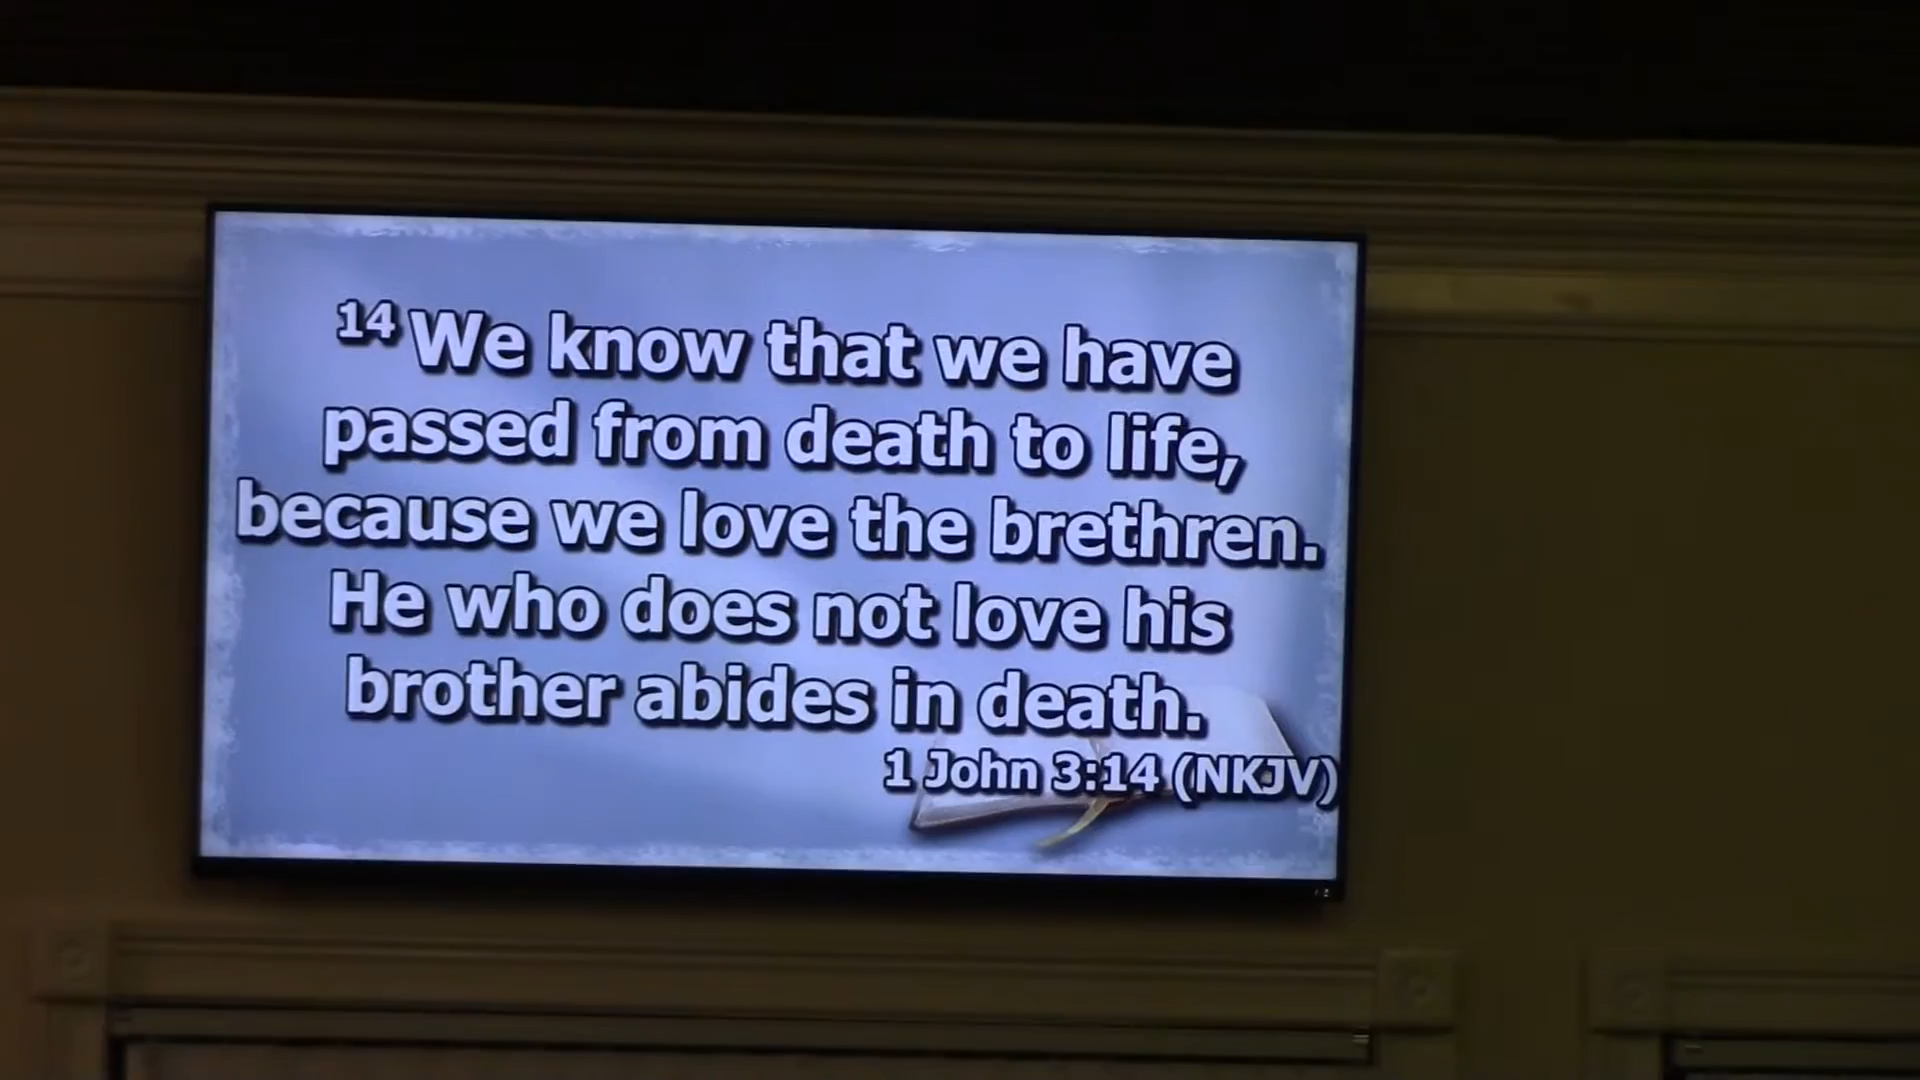 14 We know that we have
passed from death to life,
because we love the brethren.
He who does not love his
brother abides in death.
1 John 3:14 (NKJV)